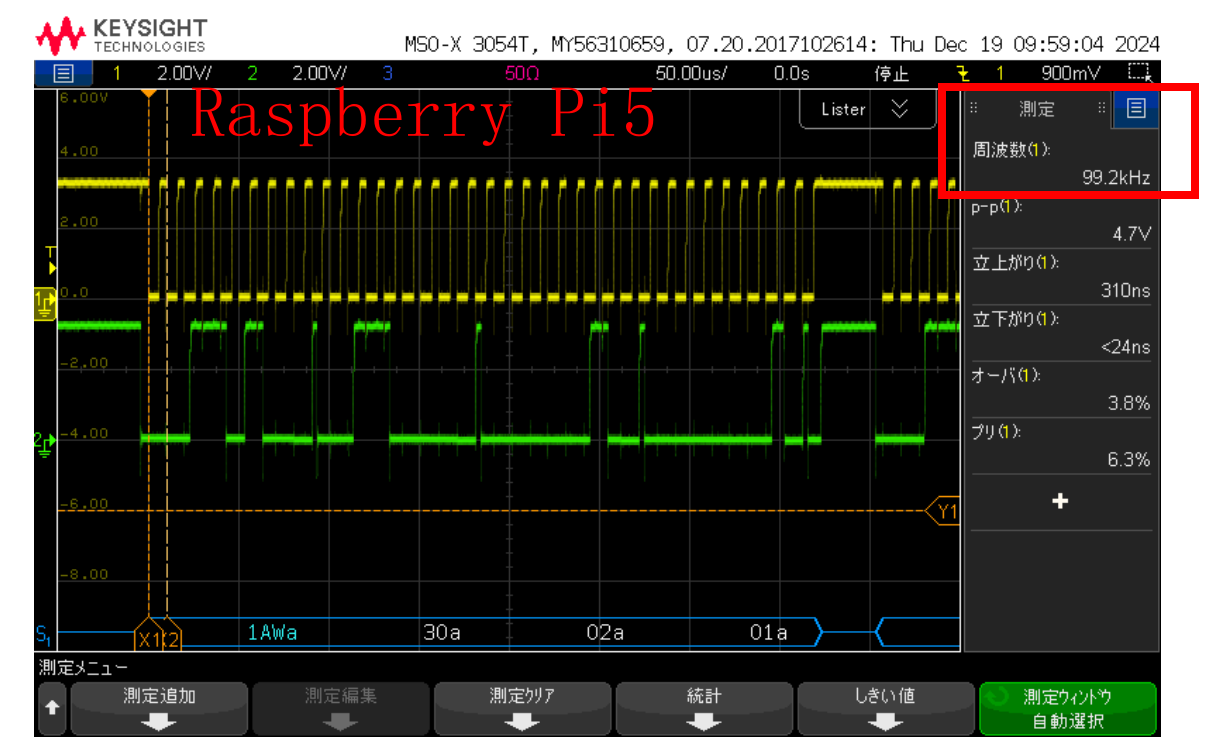 KEYSIGHT
TECHNOLOGIES
MSO-X 3054T, MY56310659, 07.20.2017102614: Thu Dec 19 09:59:04 2024
1 2.00V/ 2 2.00V/ 3 50Ω 50.00us/ 0.0s 停止 1 900mV
6.00V
Raspberry Pi5
Lister
測定
周波数(1):
99.2kHz
4.00
p-p(1):
4.7V
2.00
T
立上がり(1):
310ns
1
0.0
立下がり(1):
<24ns
-2.00
オーバ(1):
3.8%
2
-4.00
プリ(1):
6.3%
-6.00
Y1
+
-8.00
S1
X1
X2
1AWa 30a 02a 01a
測定メニュー
測定追加 測定編集 測定クリア 統計 しきい値 測定ウィンドウ
自動選択